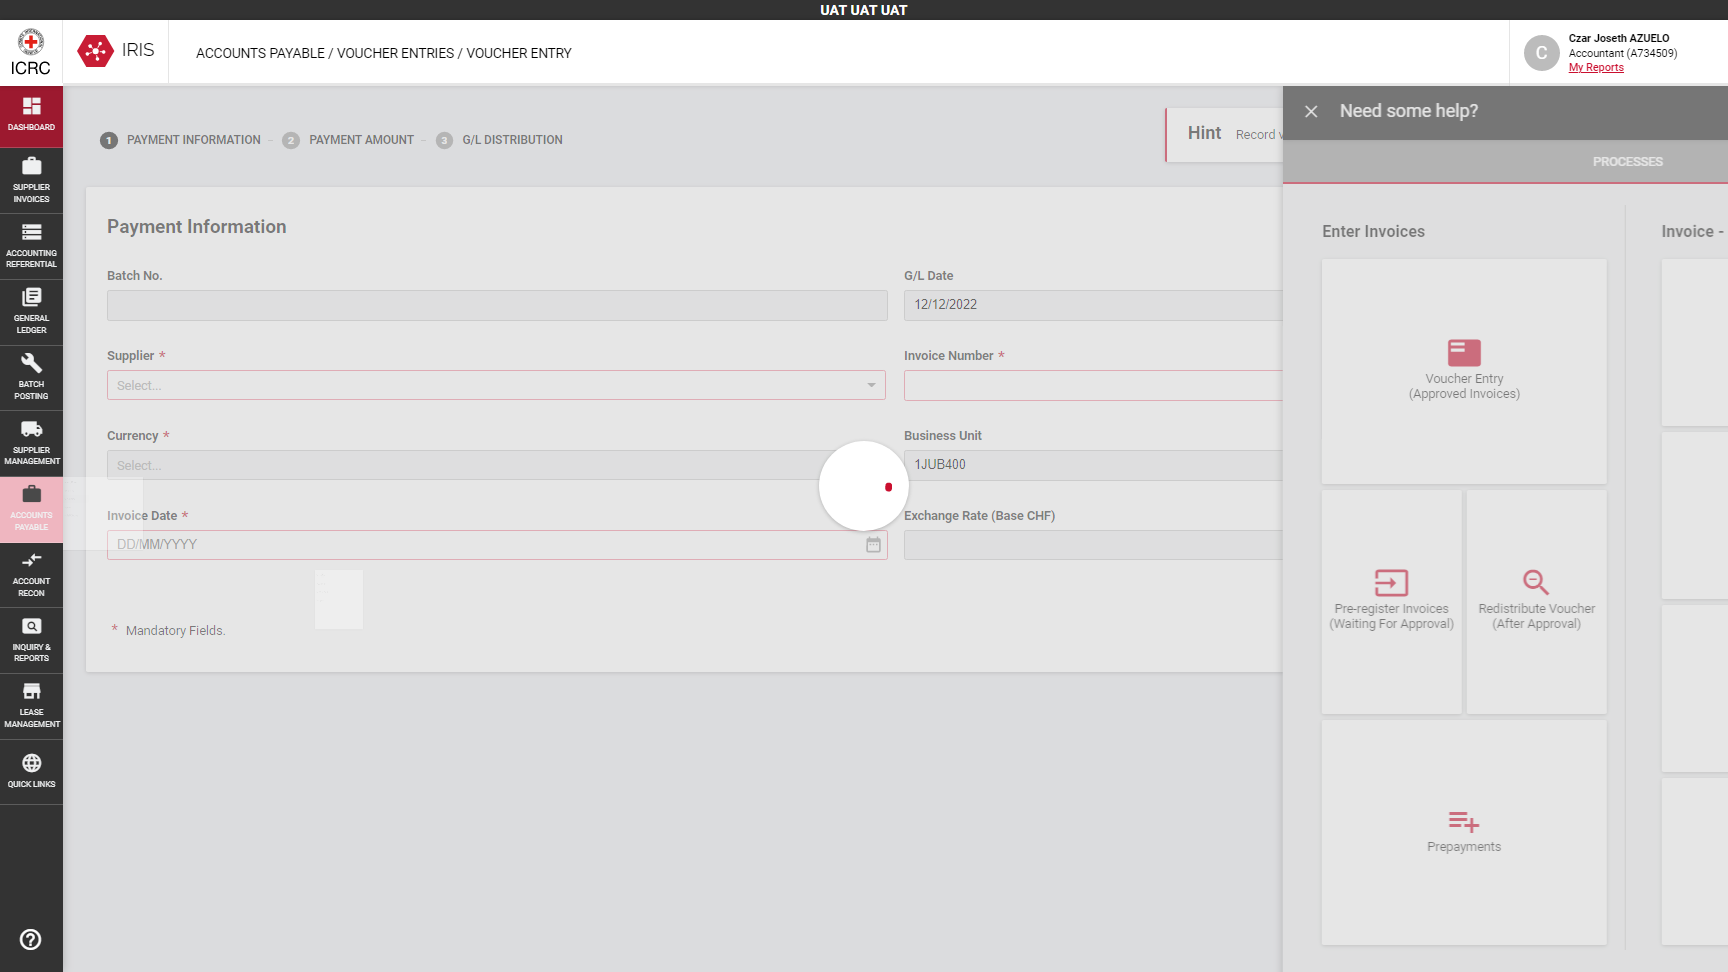 UAT UAT UAT
ICRC
IRIS
ACCOUNTS PAYABLE / VOUCHER ENTRIES / VOUCHER ENTRY
C
Czar Joseth AZUELO
Accountant (A734509)
My Reports
DASHBOARD
SUPPLIER
INVOICES
ACCOUNTING
REFERENTIAL
GENERAL
LEDGER
BATCH
POSTING
SUPPLIER
MANAGEMENT
ACCOUNTS
PAYABLE
ACCOUNT
RECON
INQUIRY &
REPORTS
LEASE
MANAGEMENT
QUICK LINKS
1 PAYMENT INFORMATION - 2 PAYMENT AMOUNT - 3 G/L DISTRIBUTION
Hint Record
Payment Information
Batch No.
G/L Date
12/12/2022
Supplier *
Select...
Invoice Number *
Currency *
Select...
Business Unit
1JUB400
Invoice Date *
DD/MM/YYYY
Exchange Rate (Base CHF)
* Mandatory Fields.
Need some help?
PROCESSES
Enter Invoices
Invoice -
Voucher Entry
(Approved Invoices)
Pre-register Invoices
(Waiting For Approval)
Redistribute Voucher
(After Approval)
Prepayments